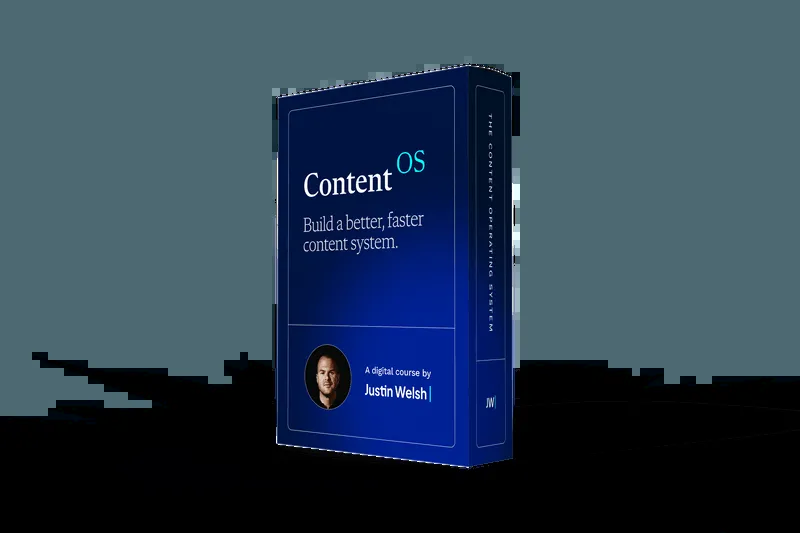 Content OS
Build a better, faster
content system.
A digital course by
Justin Welsh
THE CONTENT OPERATING SYSTEM
JW